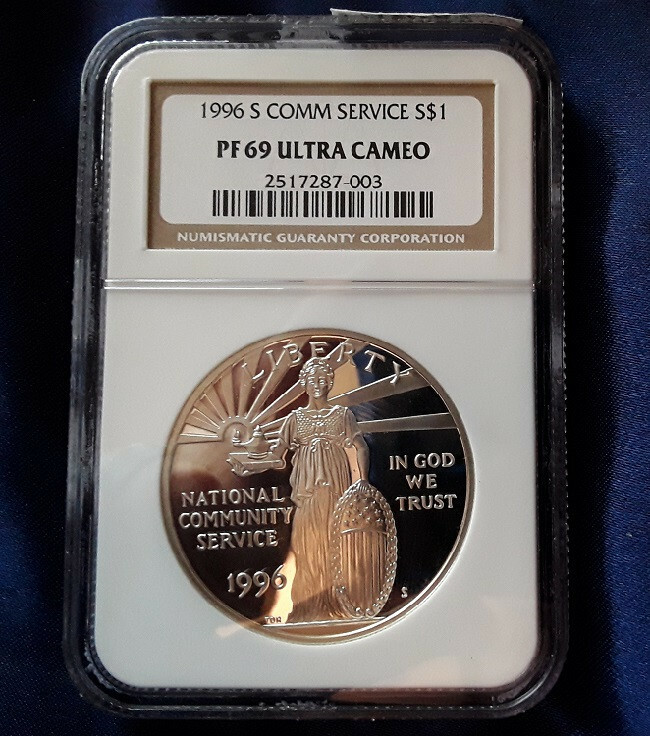 1996 S COMM SERVICE S$1
PF 69 ULTRA CAMEO
2517287-003
NUMISMATIC GUARANTY CORPORATION
LIBERTY
IN GOD
WE
TRUST
NATIONAL
COMMUNITY
SERVICE
1996
S